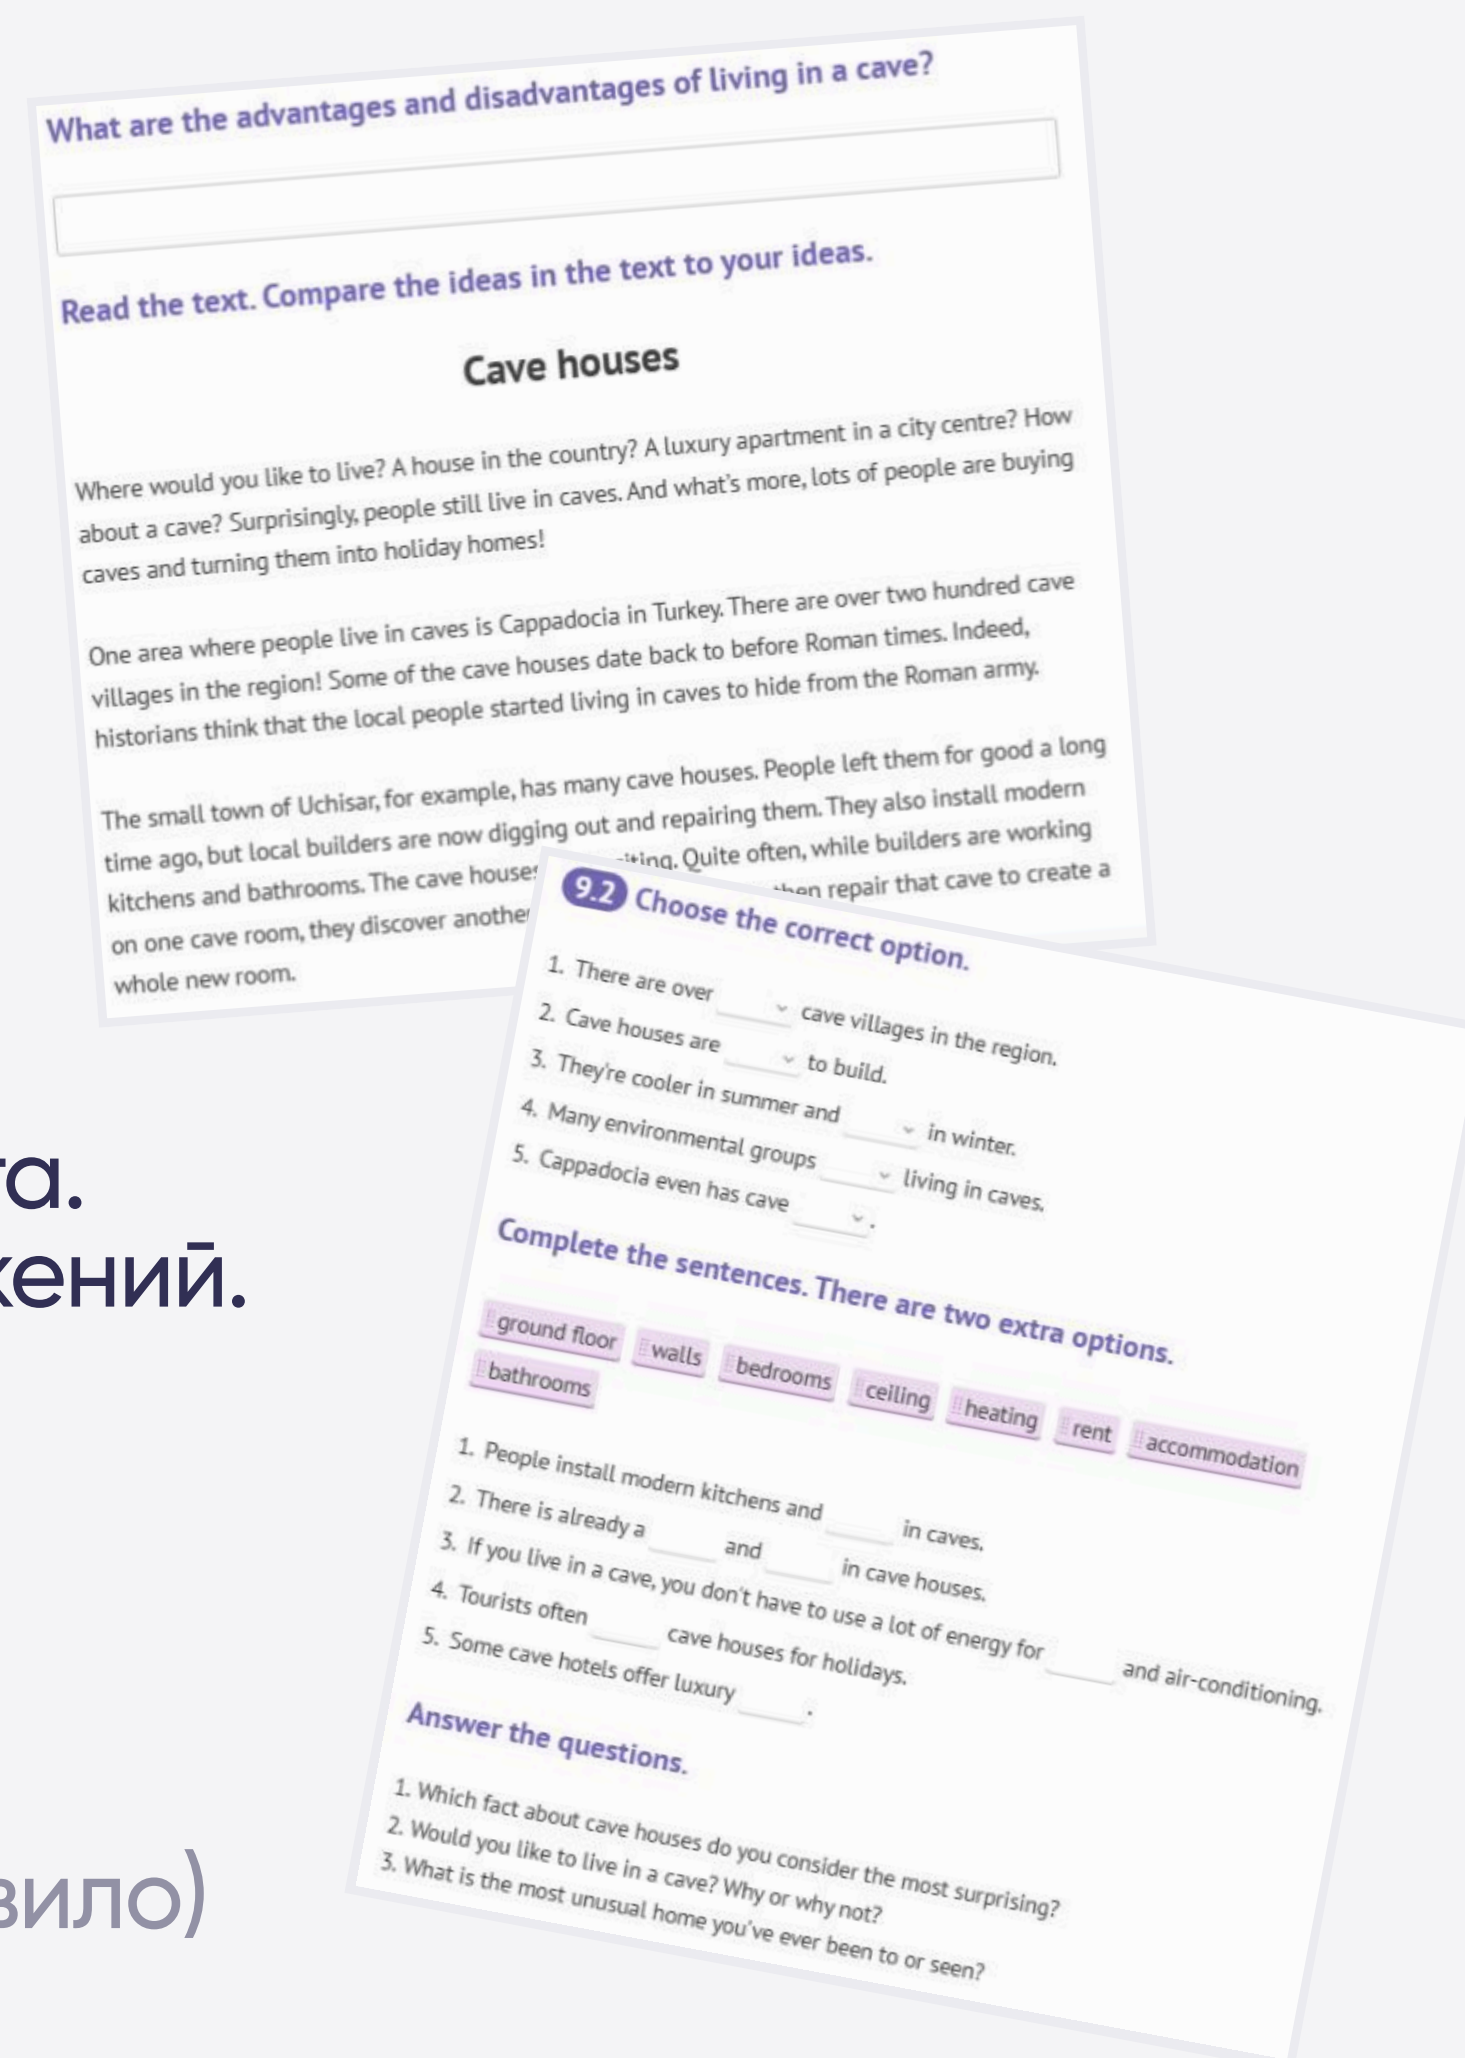 What are the advantages and disadvantages of living in a cave?
Read the text. Compare the ideas in the text to your ideas.
Cave houses
Where would you like to live? A house in the country? A luxury apartment in a city centre? How
about a cave? Surprisingly, people still live in caves. And what's more, lots of people are buying
caves and turning them into holiday homes!
One area where people live in caves is Cappadocia in Turkey. There are over two hundred cave
villages in the region! Some of the cave houses date back to before Roman times. Indeed,
historians think that the local people started living in caves to hide from the Roman army.
The small town of Uchisar, for example, has many cave houses. People left them for good a long
time ago, but local builders are now digging out and repairing them. They also install modern
kitchens and bathrooms. The cave houses Quite often, while builders are working
on one cave room, they discover another repair that cave to create a
whole new room.
9.2 Choose the correct option.
1. There are over cave villages in the region.
2. Cave houses are to build.
3. They're cooler in summer and in winter.
4. Many environmental groups living in caves.
5. Cappadocia even has cave .
Complete the sentences. There are two extra options.
ground floor walls bedrooms ceiling heating rent accommodation
bathrooms
1. People install modern kitchens and in caves.
2. There is already a and in cave houses.
3. If you live in a cave, you don't have to use a lot of energy for and air-conditioning.
4. Tourists often cave houses for holidays.
5. Some cave hotels offer luxury .
Answer the questions.
1. Which fact about cave houses do you consider the most surprising?
2. Would you like to live in a cave? Why or why not?
3. What is the most unusual home you've ever been to or seen?